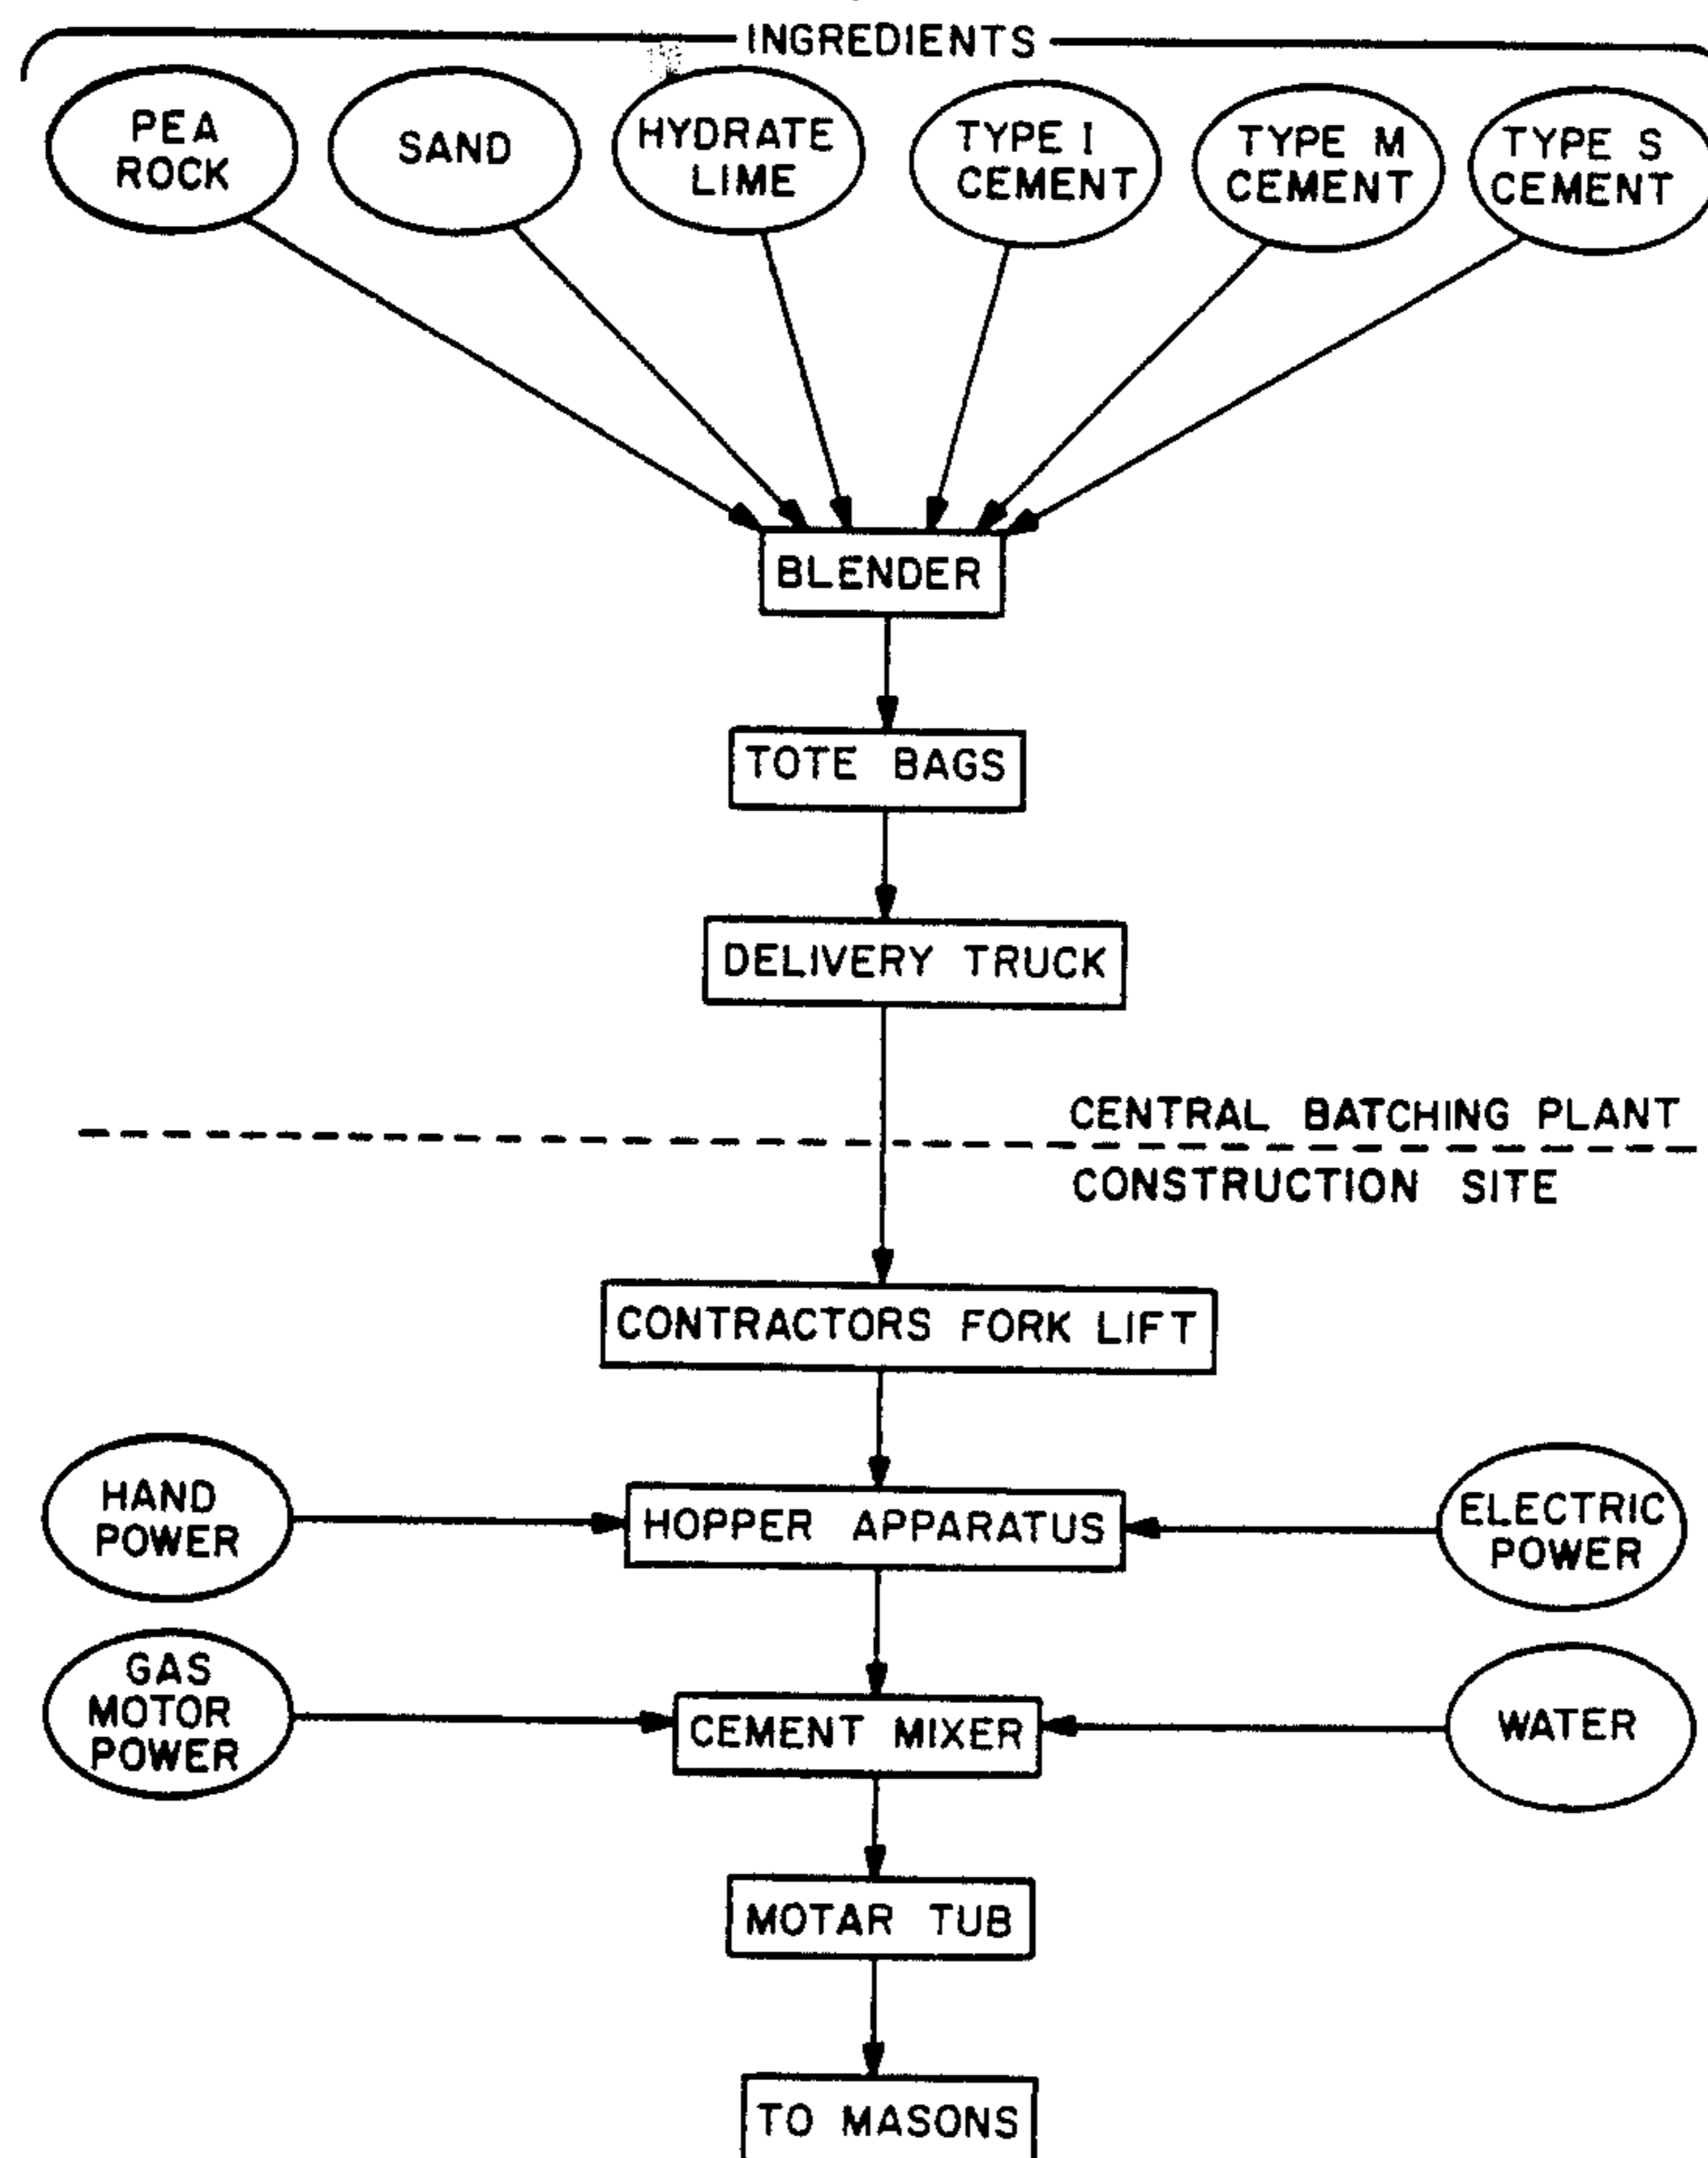 INGREDIENTS
PEA
ROCK
SAND
HYDRATE
LIME
TYPE I
CEMENT
TYPE M
CEMENT
TYPE S
CEMENT
BLENDER
TOTE BAGS
DELIVERY TRUCK
CENTRAL BATCHING PLANT
CONSTRUCTION SITE
CONTRACTORS FORK LIFT
HAND
POWER
HOPPER APPARATUS
ELECTRIC
POWER
GAS
MOTOR
POWER
CEMENT MIXER
WATER
MOTAR TUB
TO MASONS